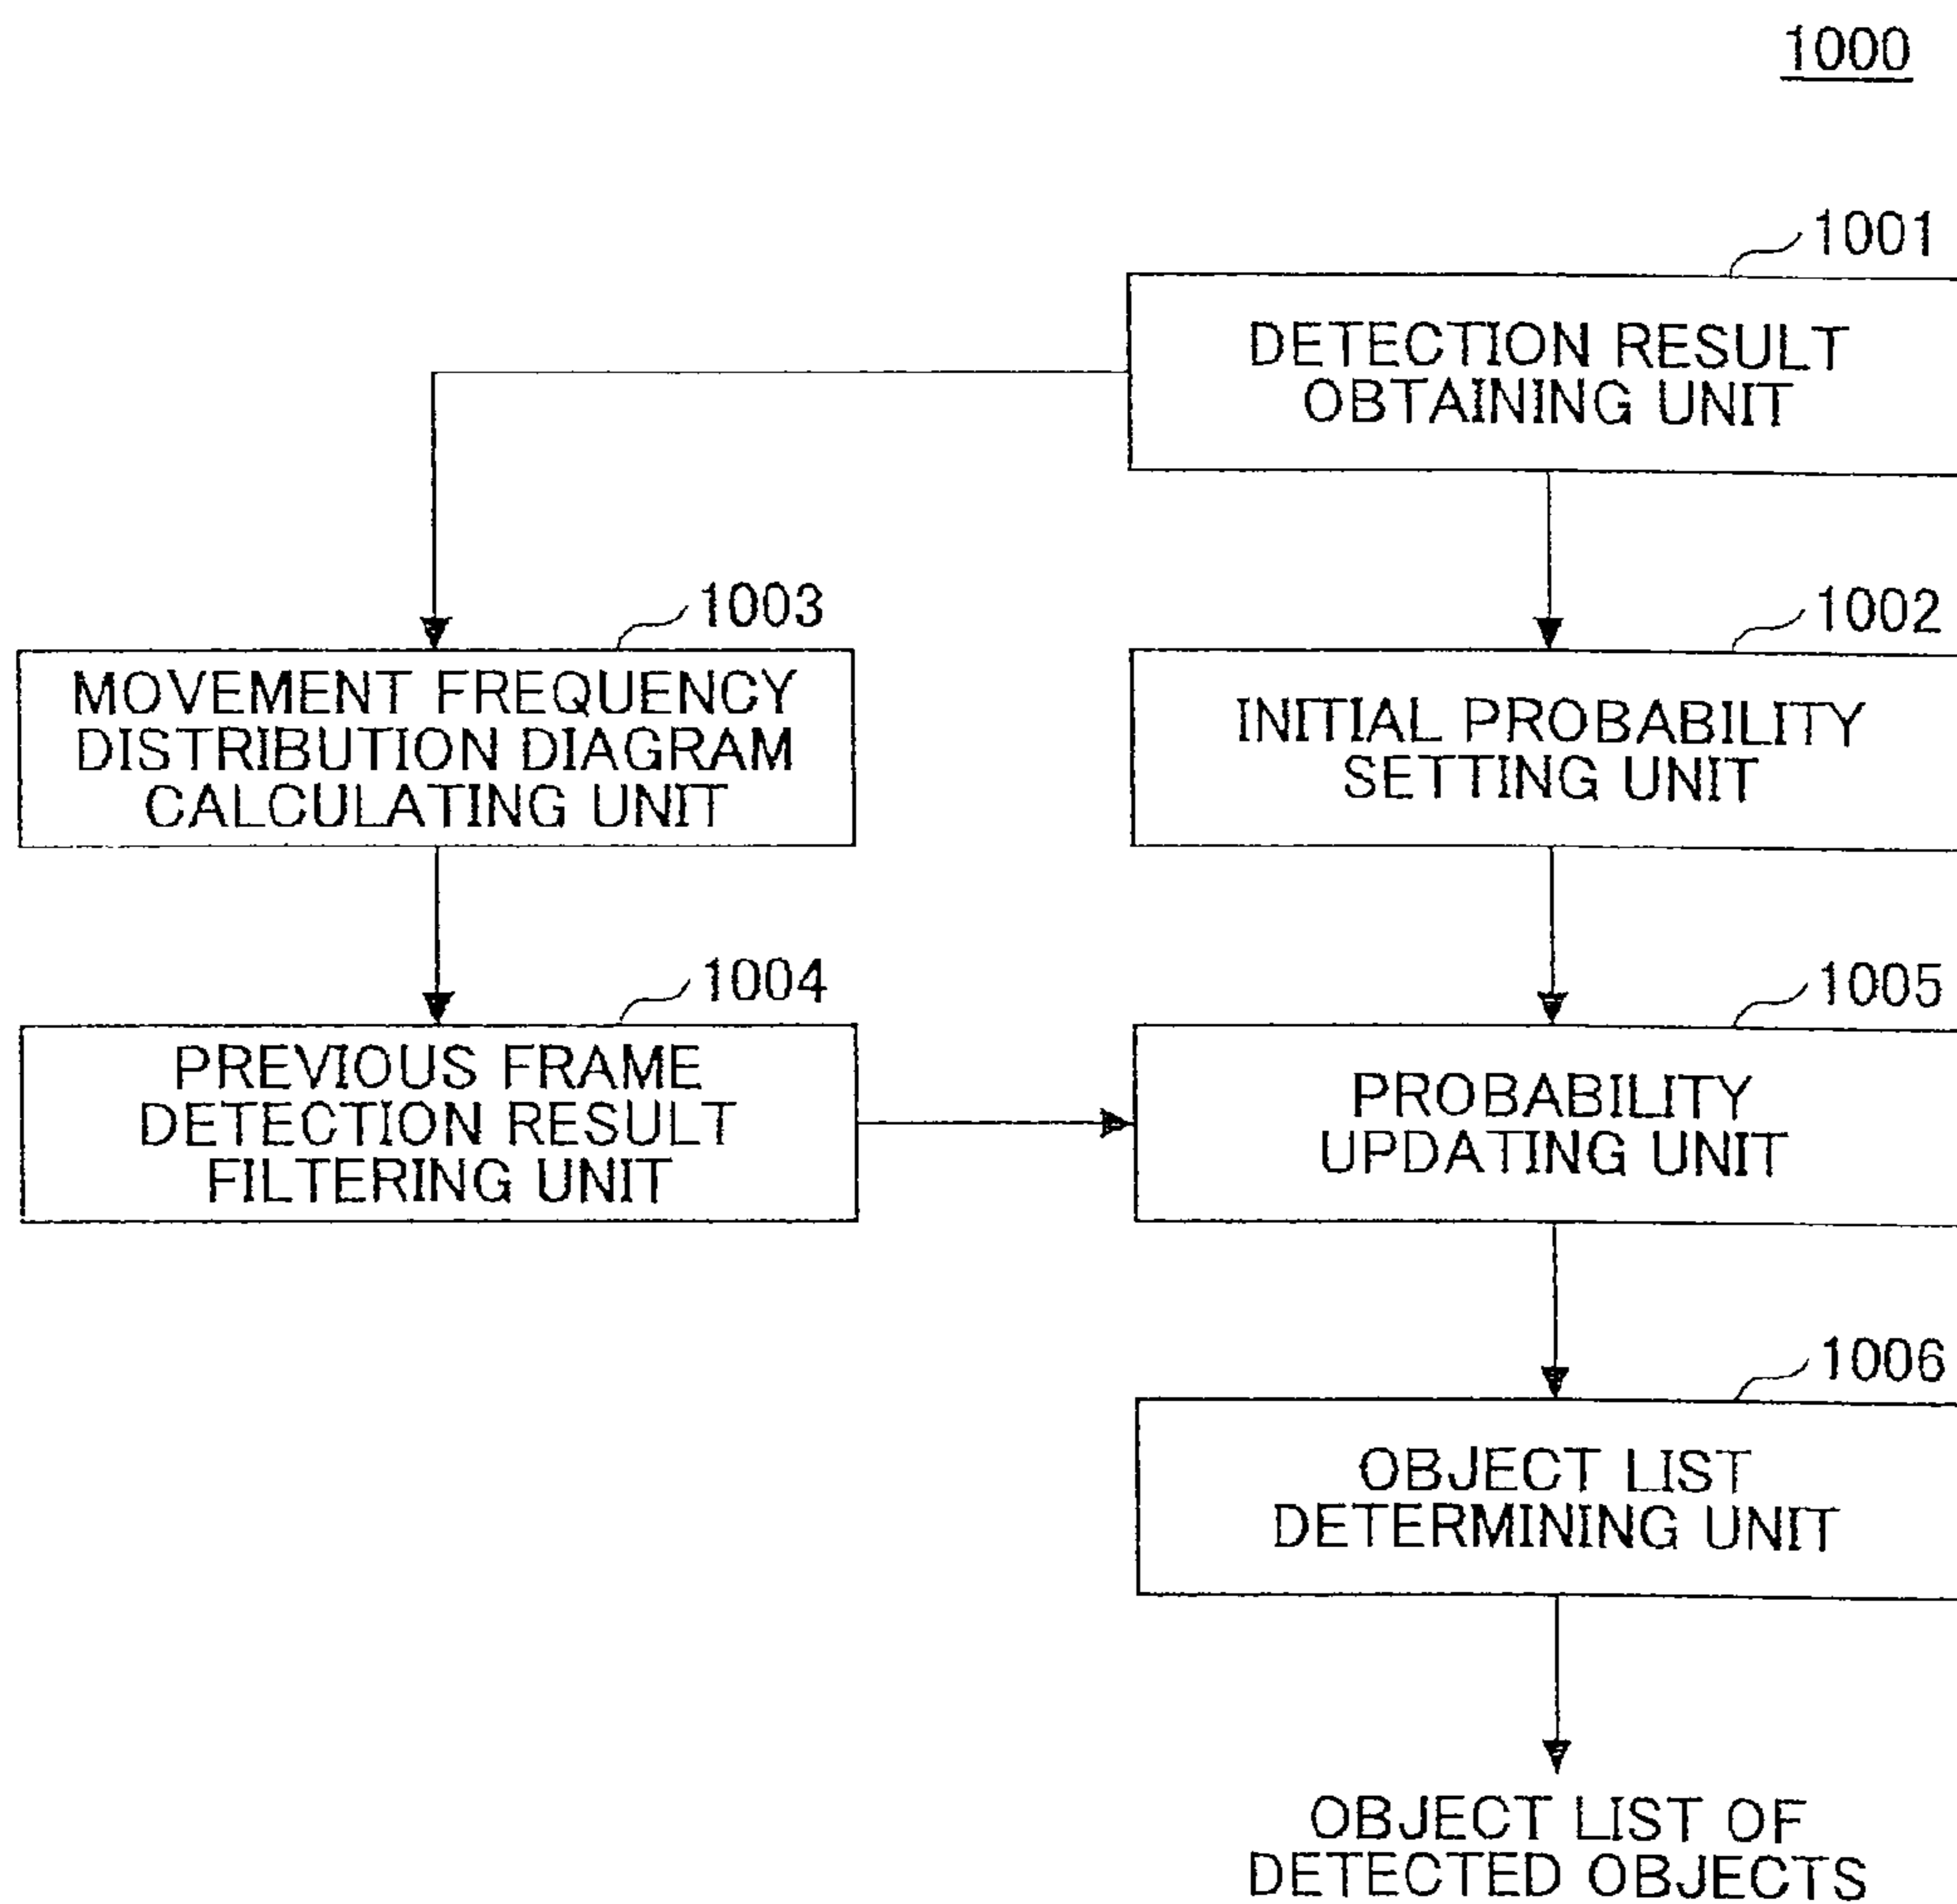 1000
1001
DETECTION RESULT
OBTAINING UNIT
1003
MOVEMENT FREQUENCY
DISTRIBUTION DIAGRAM
CALCULATING UNIT
1002
INITIAL PROBABILITY
SETTING UNIT
1004
PREVIOUS FRAME
DETECTION RESULT
FILTERING UNIT
1005
PROBABILITY
UPDATING UNIT
1006
OBJECT LIST
DETERMINING UNIT
OBJECT LIST OF
DETECTED OBJECTS